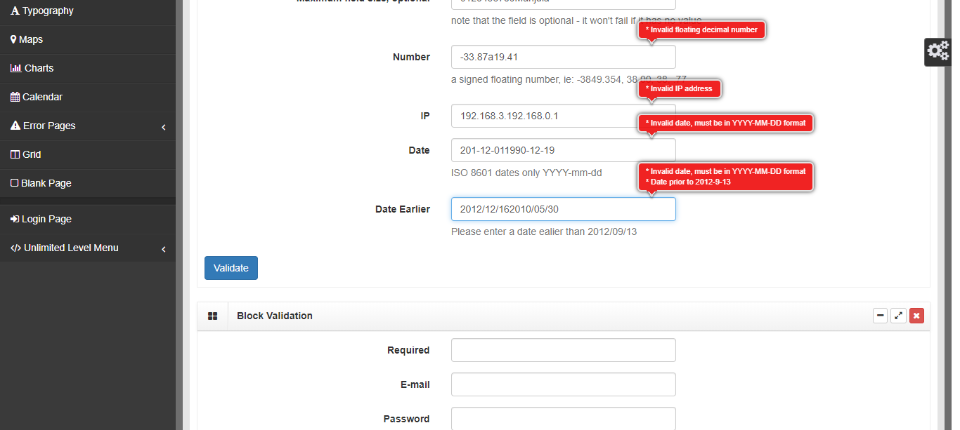 Typography
Maps
Charts
Calendar
Error Pages
Grid
Blank Page
Login Page
Unlimited Level Menu
note that the field is optional - it won't fail if it has no value
* Invalid floating decimal number
Number
-33.87a19.41
a signed floating number, ie: -3849.354, 38.00, 38, .77
* Invalid IP address
IP
192.168.3.192.168.0.1
* Invalid date, must be in YYYY-MM-DD format
Date
201-12-011990-12-19
ISO 8601 dates only YYYY-mm-dd
* Invalid date, must be in YYYY-MM-DD format
* Date prior to 2012-9-13
Date Earlier
2012/12/162010/05/30
Please enter a date ealier than 2012/09/13
Validate
Block Validation
Required
E-mail
Password